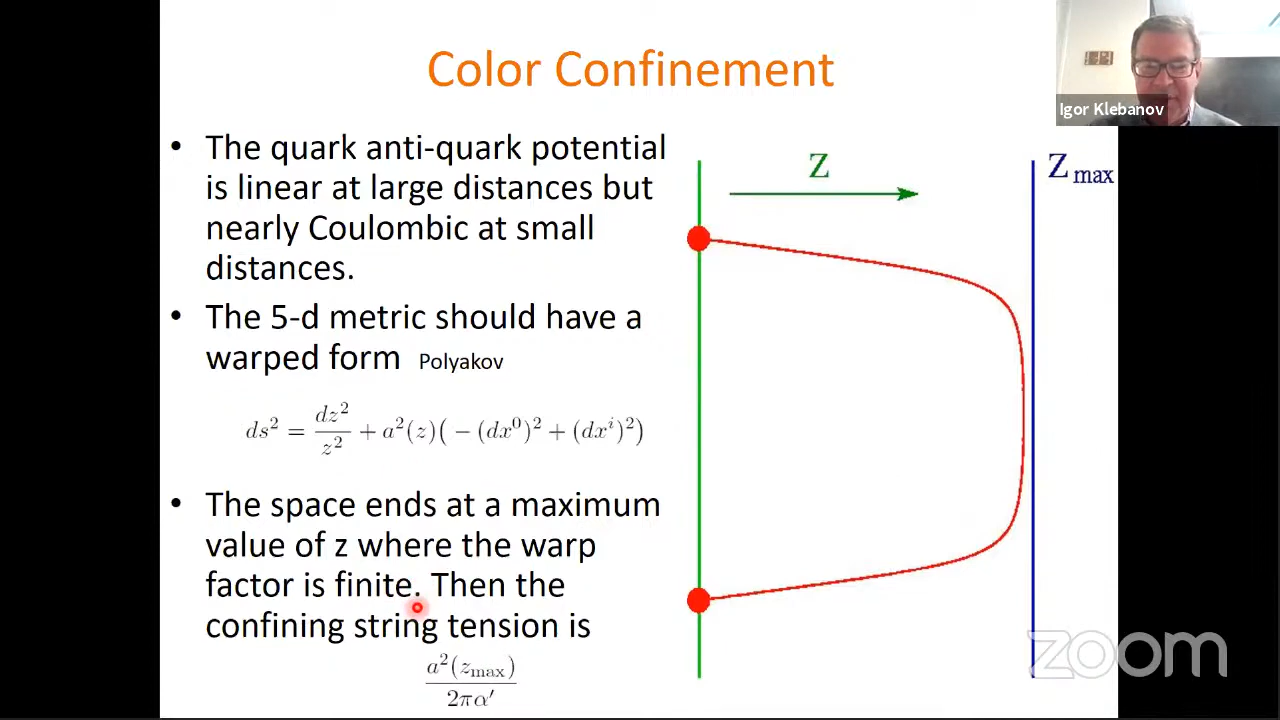 Color Confinement
Igor Klebanov
• The quark anti-quark potential
is linear at large distances but
nearly Coulombic at small
distances.
• The 5-d metric should have a
warped form Polyakov
ds² = dz²/z² + a²(z)( − (dx⁰)² + (dxⁱ)²)
• The space ends at a maximum
value of z where the warp
factor is finite. Then the
confining string tension is
a²(z_max)/2πα′
Z
Z max
zoom